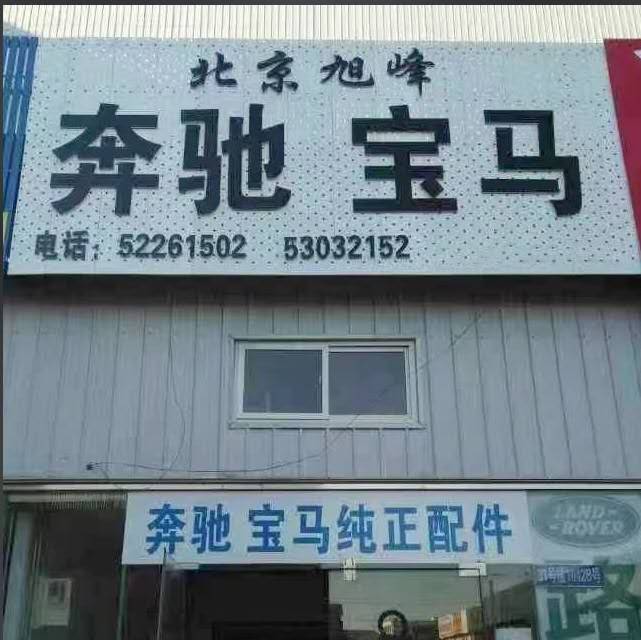 北京旭峰
奔驰 宝马
电话：52261502 53032152
奔驰 宝马纯正配件
LAND-
-ROVER
路